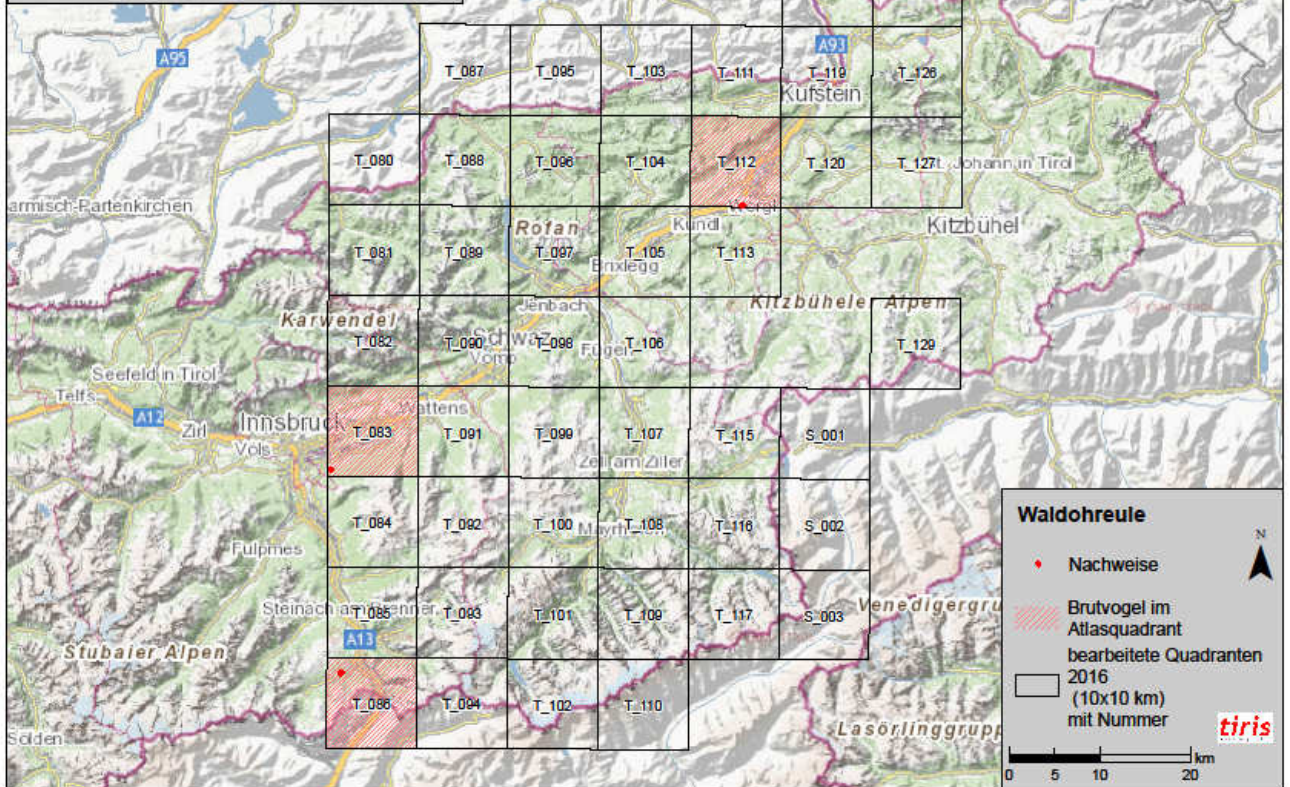 A95
A93
T_087
T_095
T_103
T_111
T_119
T_126
Kufstein
T_080
T_088
T_096
T_104
T_112
T_120
T_127
t. Johann in Tirol
armisch-Partenkirchen
Wörgl
Kundl
Kitzbühel
Rofan
T_081
T_089
T_097
T_105
T_113
Brixlegg
Jenbach
Kitzbüheler Alpen
Karwendel
T_082
T_090
Schwaz
T_098
Vomp
Fügen
T_106
T_129
Seefeld in Tirol
Telfs
A12
Zirl
Innsbruck
Völs
Wattens
T_083
T_091
T_099
T_107
T_115
S_001
Zell am Ziller
T_084
T_092
T_100
T_108
T_116
S_002
Fulpmes
Steinach am Brenner
T_085
T_093
T_101
T_109
T_117
S_003
Venedigergru
A13
Stubaier Alpen
T_086
T_094
T_102
T_110
Sölden
Lasörlinggrupp
Waldohreule
N
Nachweise
Brutvogel im
Atlasquadrant
bearbeitete Quadranten
2016
(10x10 km)
mit Nummer
tiris
km
0 5 10 20